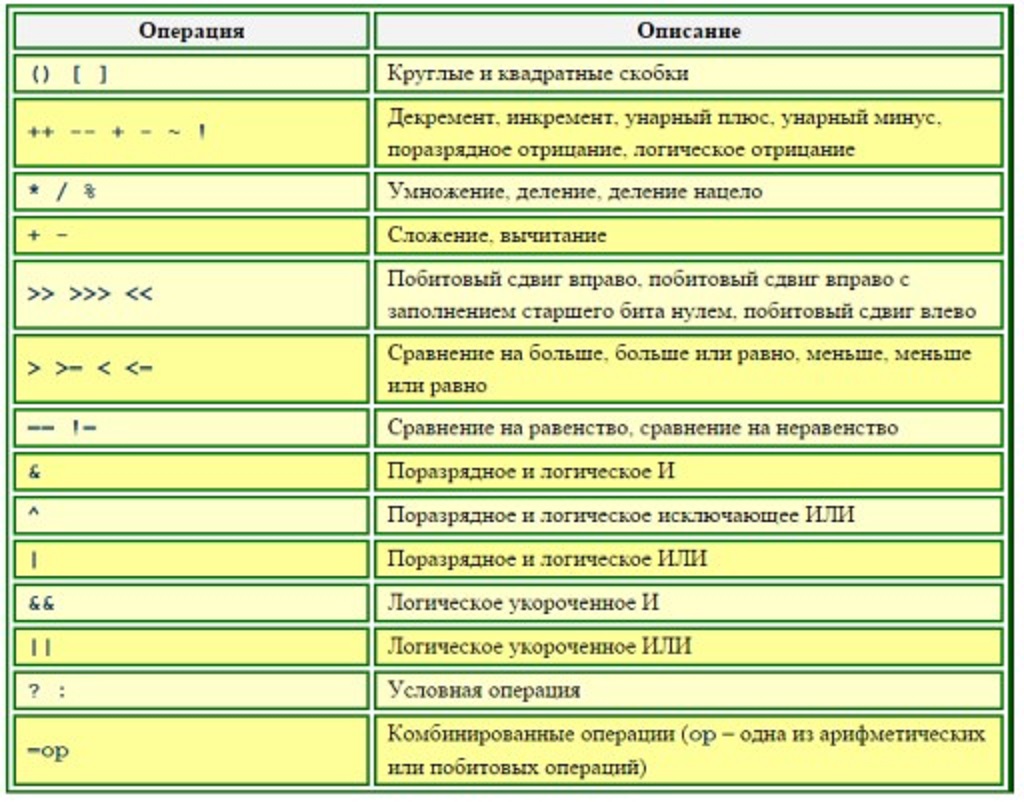 Операция Описание
() [ ] Круглые и квадратные скобки
++ -- + - ~ ! Декремент, инкремент, унарный плюс, унарный минус,
поразрядное отрицание, логическое отрицание
* / % Умножение, деление, деление нацело
+ - Сложение, вычитание
>> >>> << Побитовый сдвиг вправо, побитовый сдвиг вправо с
заполнением старшего бита нулем, побитовый сдвиг влево
> >= < <= Сравнение на больше, больше или равно, меньше, меньше
или равно
== != Сравнение на равенство, сравнение на неравенство
& Поразрядное и логическое И
^ Поразрядное и логическое исключающее ИЛИ
| Поразрядное и логическое ИЛИ
&& Логическое укороченное И
|| Логическое укороченное ИЛИ
? : Условная операция
=op Комбинированные операции (op – одна из арифметических
или побитовых операций)